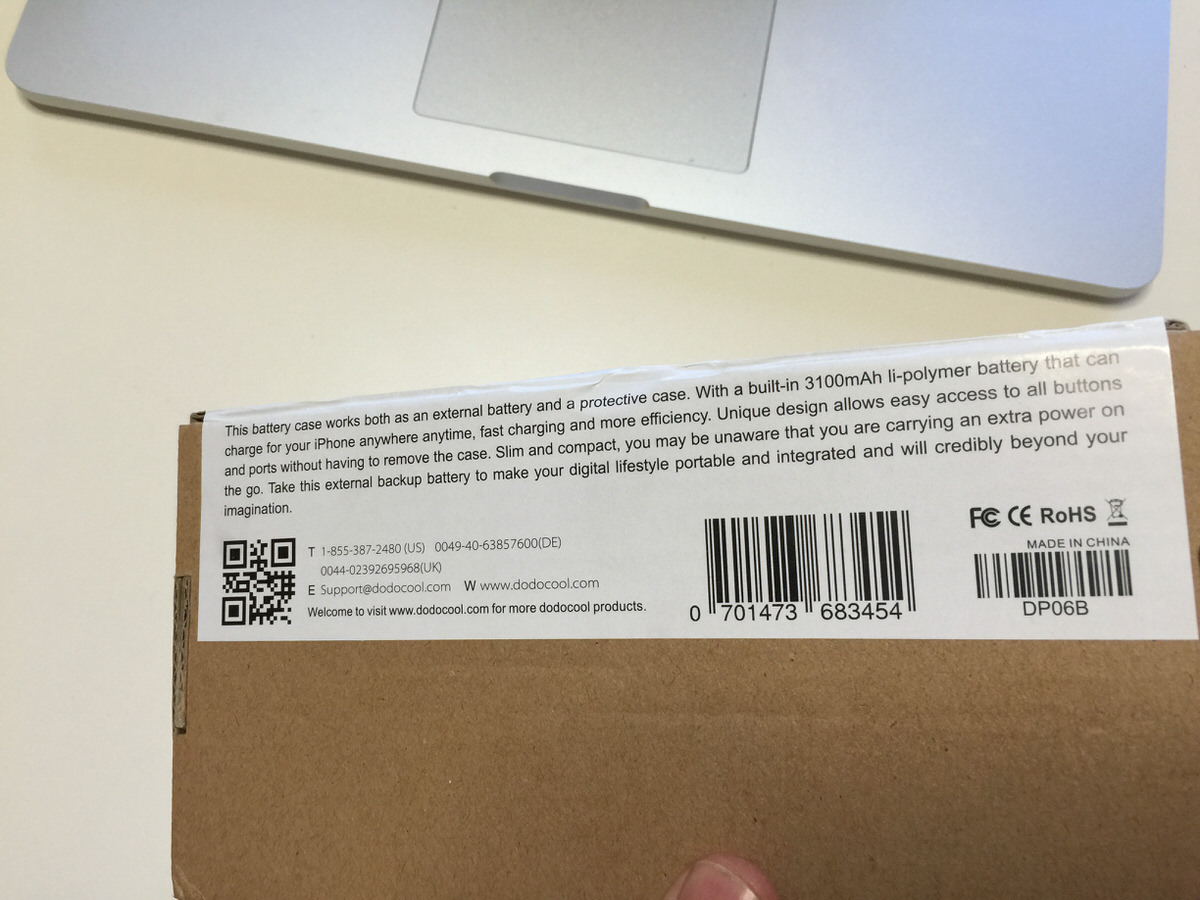 This battery case works both as an external battery and a protective case. With a built-in 3100mAh li-polymer battery that can
charge for your iPhone anywhere anytime, fast charging and more efficiency. Unique design allows easy access to all buttons
and ports without having to remove the case. Slim and compact, you may be unaware that you are carrying an extra power on
the go. Take this external backup battery to make your digital lifestyle portable and integrated and will credibly beyond your
imagination.
T 1-855-387-2480 (US) 0049-40-63857600(DE)
0044-02392695968(UK)
E Support@dodocool.com W www.dodocool.com
Welcome to visit www.dodocool.com for more dodocool products.
0 701473 683454
FC CE RoHS
MADE IN CHINA
DP06B